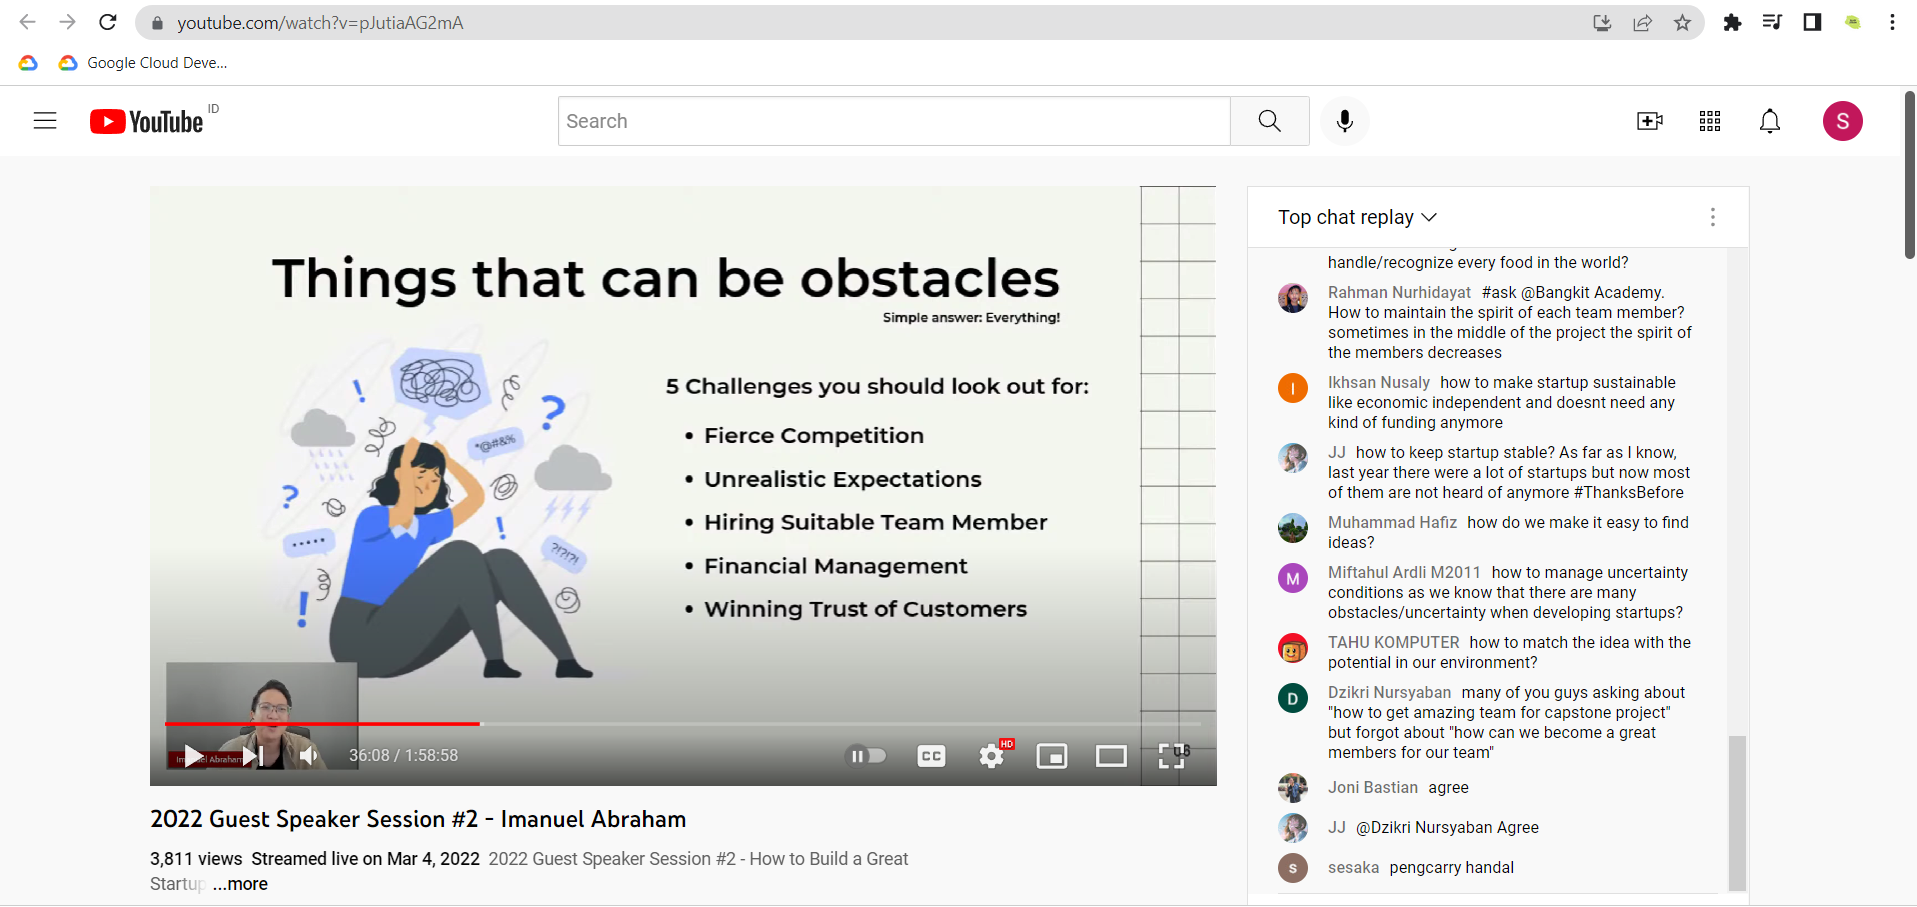 youtube.com/watch?v=pJutiaAG2mA
Google Cloud Deve...
YouTube ID
Search
S
Things that can be obstacles
Simple answer: Everything!
5 Challenges you should look out for:
• Fierce Competition
• Unrealistic Expectations
• Hiring Suitable Team Member
• Financial Management
• Winning Trust of Customers
*@#&%
?!?!?!
36:08 / 1:58:58
CC
HD
2022 Guest Speaker Session #2 - Imanuel Abraham
3,811 views Streamed live on Mar 4, 2022 2022 Guest Speaker Session #2 - How to Build a Great
Startup ...more
Top chat replay
handle/recognize every food in the world?
Rahman Nurhidayat #ask @Bangkit Academy.
How to maintain the spirit of each team member?
sometimes in the middle of the project the spirit of
the members decreases
I
Ikhsan Nusaly how to make startup sustainable
like economic independent and doesnt need any
kind of funding anymore
JJ how to keep startup stable? As far as I know,
last year there were a lot of startups but now most
of them are not heard of anymore #ThanksBefore
Muhammad Hafiz how do we make it easy to find
ideas?
M
Miftahul Ardli M2011 how to manage uncertainty
conditions as we know that there are many
obstacles/uncertainty when developing startups?
TAHU KOMPUTER how to match the idea with the
potential in our environment?
D
Dzikri Nursyaban many of you guys asking about
"how to get amazing team for capstone project"
but forgot about "how can we become a great
members for our team"
Joni Bastian agree
JJ @Dzikri Nursyaban Agree
s
sesaka pengcarry handal